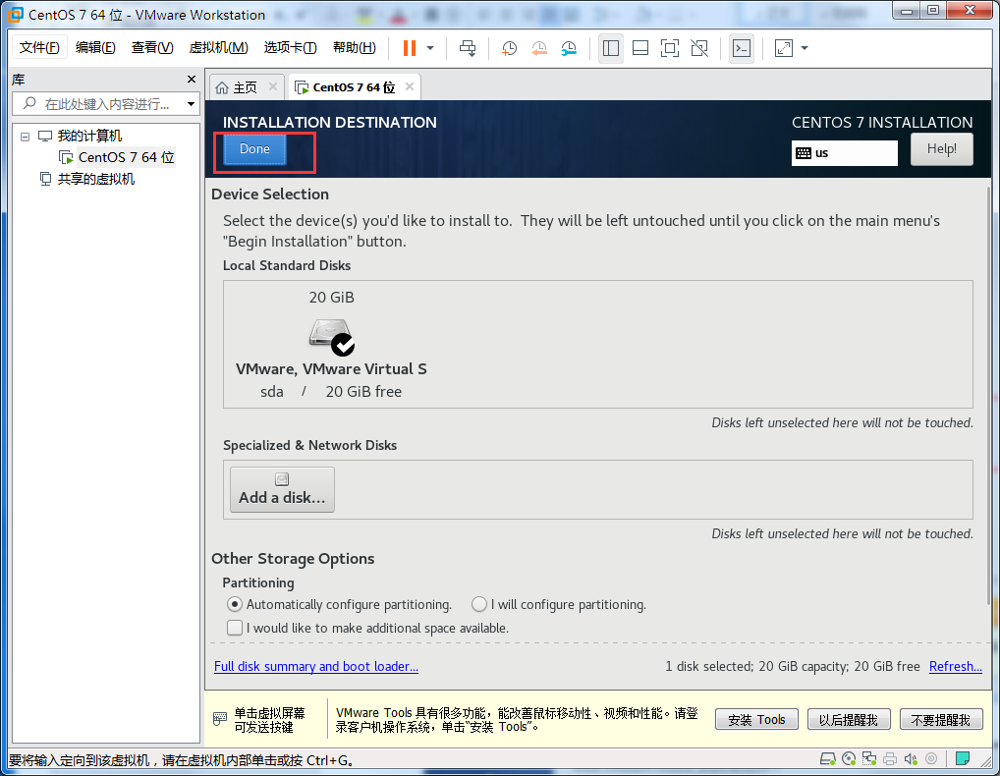 CentOS 7 64 位 - VMware Workstation
文件(F) 编辑(E) 查看(V) 虚拟机(M) 选项卡(T) 帮助(H)
库
在此处键入内容进行...
我的计算机
CentOS 7 64 位
共享的虚拟机
主页 CentOS 7 64 位
INSTALLATION DESTINATION
Done
CENTOS 7 INSTALLATION
us
Help!
Device Selection
Select the device(s) you'd like to install to. They will be left untouched until you click on the main menu's
"Begin Installation" button.
Local Standard Disks
20 GiB
VMware, VMware Virtual S
sda / 20 GiB free
Disks left unselected here will not be touched.
Specialized & Network Disks
Add a disk...
Disks left unselected here will not be touched.
Other Storage Options
Partitioning
Automatically configure partitioning. I will configure partitioning.
I would like to make additional space available.
Full disk summary and boot loader... 1 disk selected; 20 GiB capacity; 20 GiB free Refresh...
单击虚拟屏幕
可发送按键
VMware Tools 具有很多功能，能改善鼠标移动性、视频和性能。请登
录客户机操作系统，单击“安装 Tools”。
安装 Tools 以后提醒我 不要提醒我
要将输入定向到该虚拟机，请在虚拟机内部单击或按 Ctrl+G。